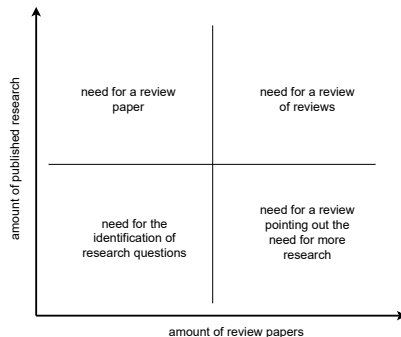 amount of published research
need for a review
paper
need for a review
of reviews
need for the
identification of
research questions
need for a review
pointing out the
need for more
research
amount of review papers